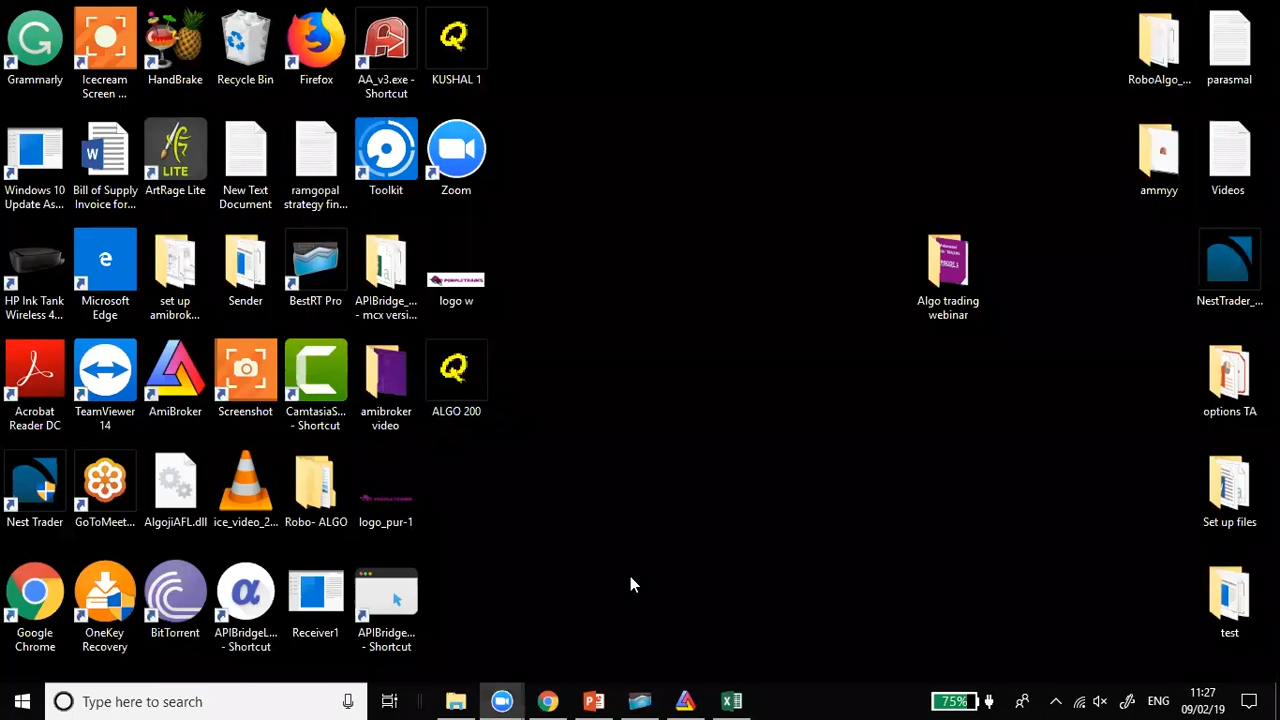 Grammarly
Icecream
Screen ...
HandBrake
Recycle Bin
Firefox
AA_v3.exe -
Shortcut
KUSHAL 1
RoboAlgo_...
parasmal
Windows 10
Update As...
Bill of Supply
Invoice for...
LITE
ArtRage Lite
New Text
Document
ramgopal
strategy fin...
Toolkit
Zoom
ammyy
Videos
HP Ink Tank
Wireless 4...
Microsoft
Edge
set up
amibrok...
Sender
BestRT Pro
APIBridge_...
- mcx versi...
logo w
Algo trading
webinar
NestTrader_...
Acrobat
Reader DC
TeamViewer
14
AmiBroker
Screenshot
CamtasiaS...
- Shortcut
amibroker
video
ALGO 200
options TA
Nest Trader
GoToMeet...
AlgojiAFL.dll
ice_video_2...
Robo- ALGO
logo_pur-1
Set up files
Google
Chrome
OneKey
Recovery
BitTorrent
APIBridgeL...
- Shortcut
Receiver1
APIBridge...
- Shortcut
test
Type here to search
75%
ENG
11:27
09/02/19